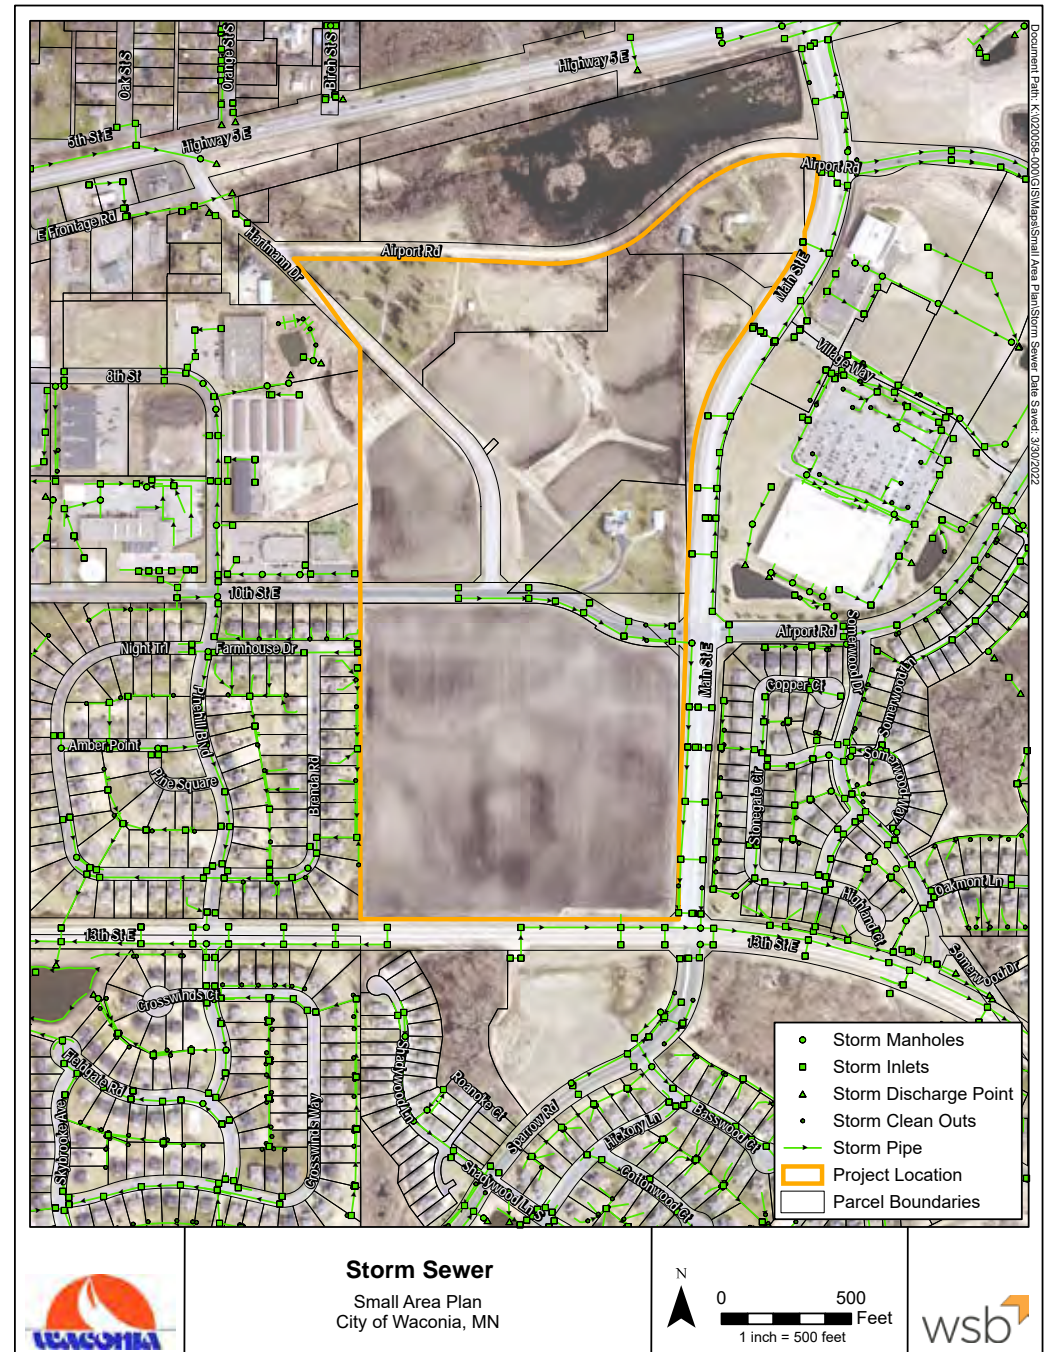 Oak St S
Orange St S
Birch St S
Highway 5 E
5th St E
Highway 5 E
Airport Rd
E Frontage Rd
Hartmann Dr
Airport Rd
Main St E
Village Way
8th St
10th St E
Airport Rd
Somerwood Dr
Night Trl
Farmhouse Dr
Main St E
Somerwood Ln
Copper Ct
Pinehill Blvd
Amber Point
Pine Square
Brenda Rd
Stonegate Cir
Somerwood Way
Oakmont Ln
Highland Ct
13th St E
13th St E
Somerwood Dr
Crosswinds Ct
Fieldgate Rd
Skybrooke Ave
Crosswinds Way
Shadywood Ln
Roanoke Ct
Sparrow Rd
Hickory Ln
Basswood Ct
Shadywood Ln S
Cottonwood Ct
Storm Manholes
Storm Inlets
Storm Discharge Point
Storm Clean Outs
Storm Pipe
Project Location
Parcel Boundaries
Document Path: K:\020058-000\GIS\Maps\Small Area Plan\Storm Sewer Date Saved: 3/30/2022
WACONIA
Storm Sewer
Small Area Plan
City of Waconia, MN
N
0 500
Feet
1 inch = 500 feet
wsb